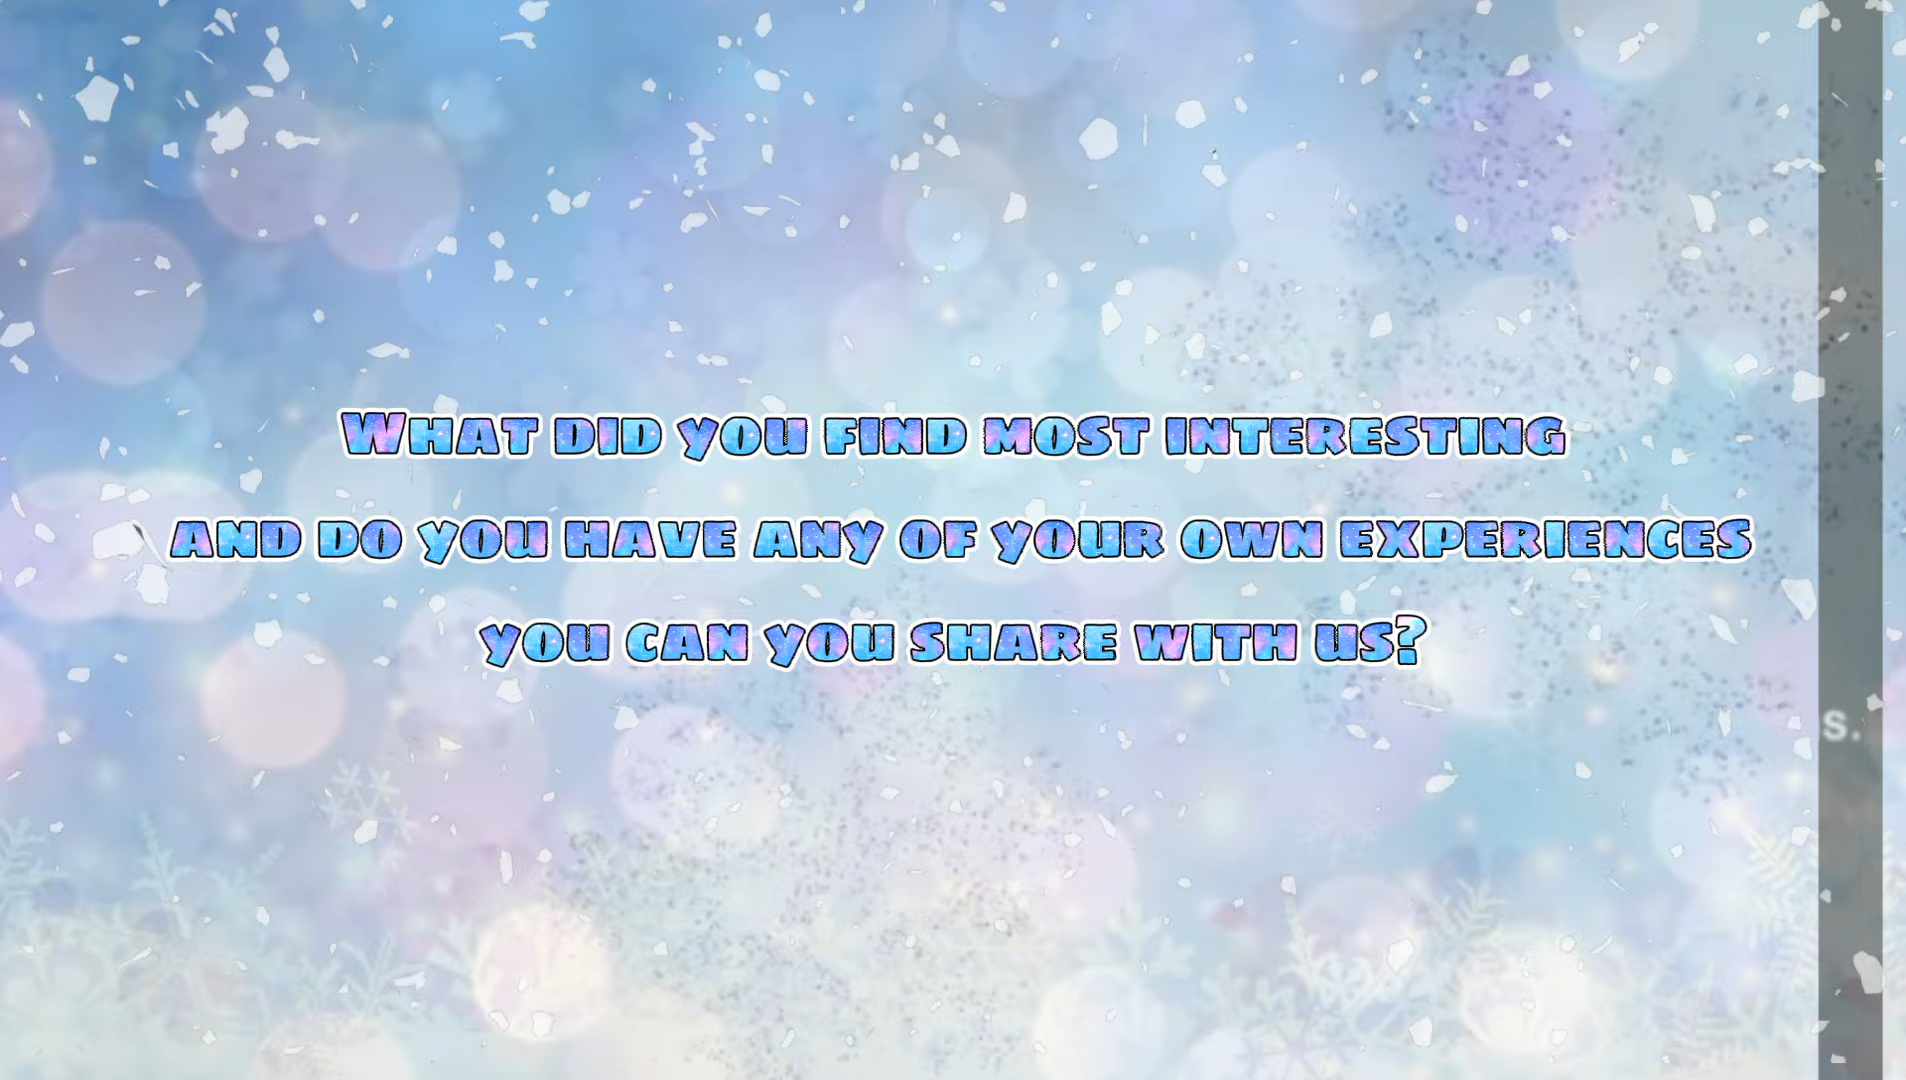 What did you find most interesting
and do you have any of your own experiences
you can you share with us?
s.